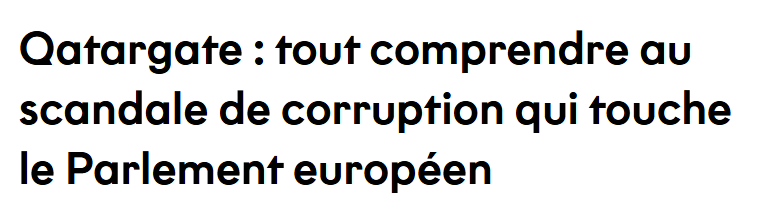 Qatargate : tout comprendre au
scandale de corruption qui touche
le Parlement européen